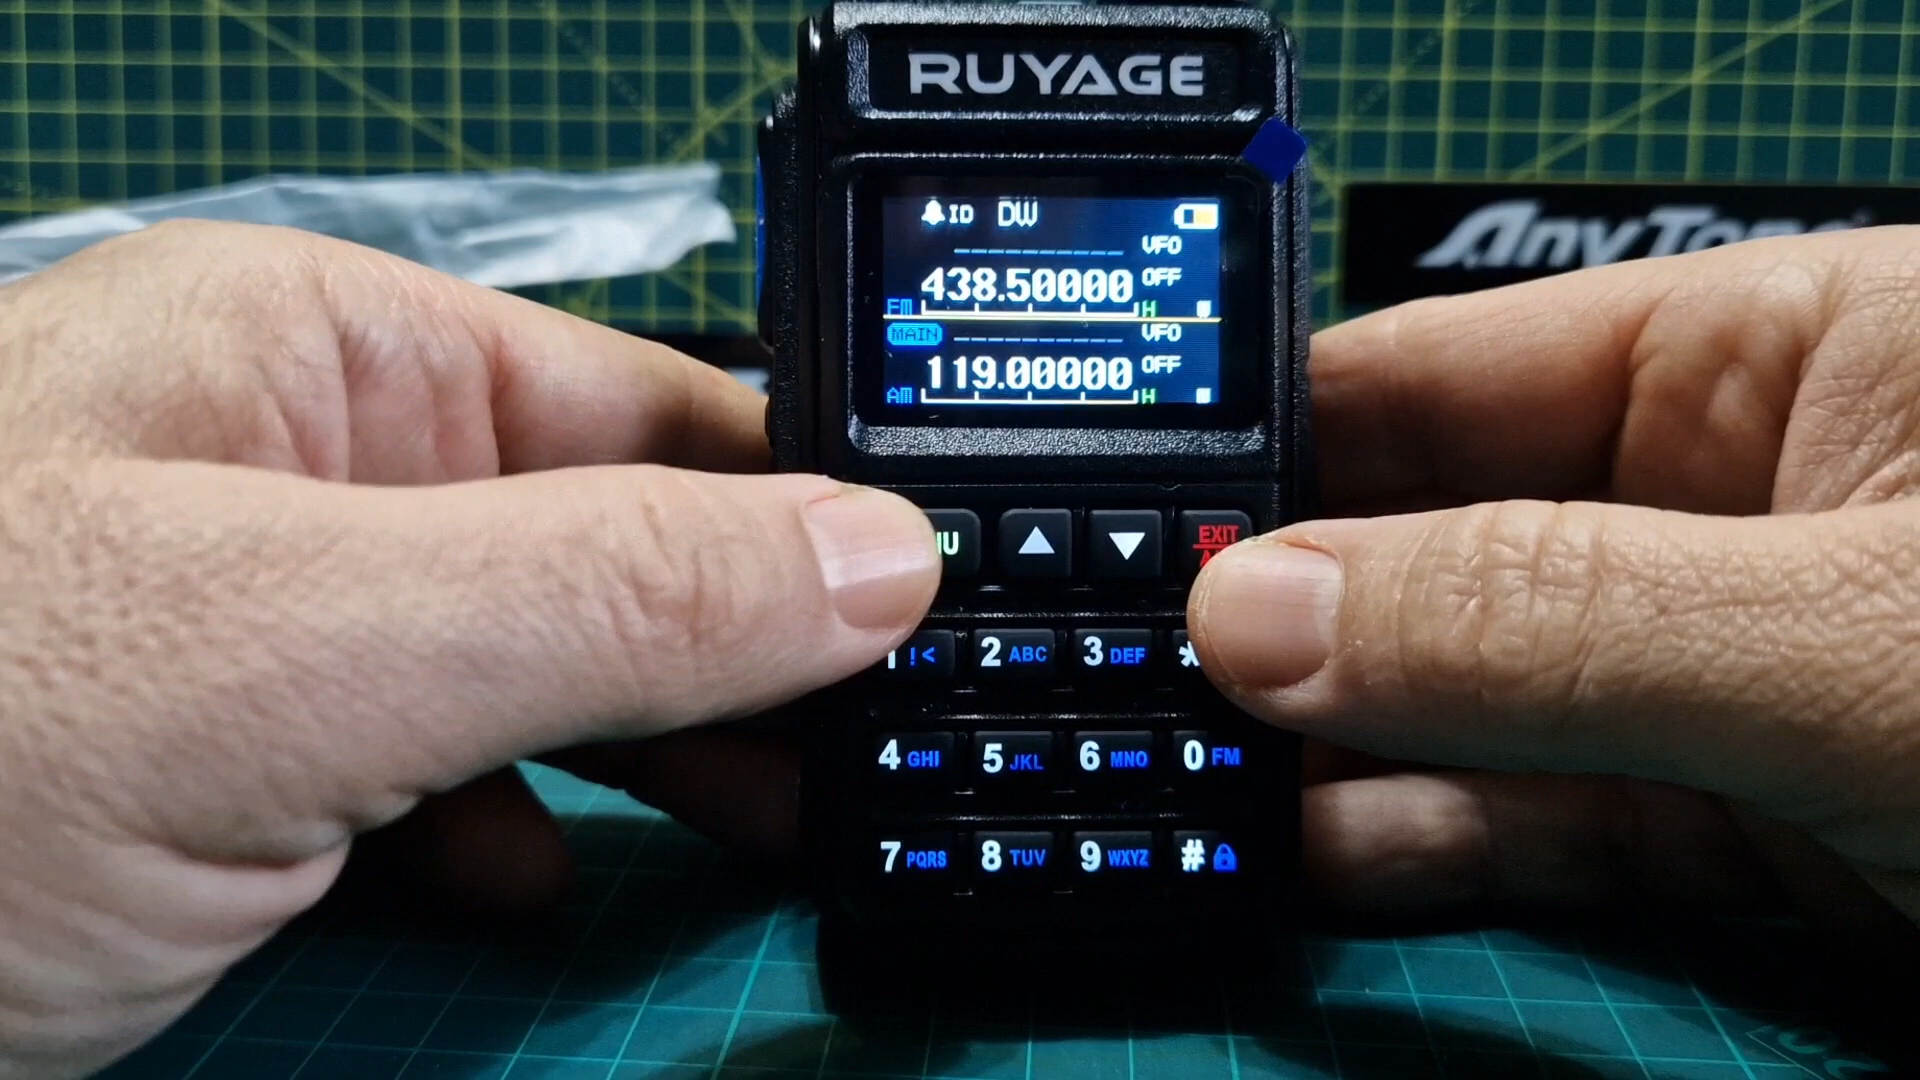 RUYAGE
ID DW
VFO
438.50000 OFF
FM H
MAIN VFO
119.00000 OFF
AM H
EXIT
1 !< 2 ABC 3 DEF *
4 GHI 5 JKL 6 MNO 0 FM
7 PQRS 8 TUV 9 WXYZ #